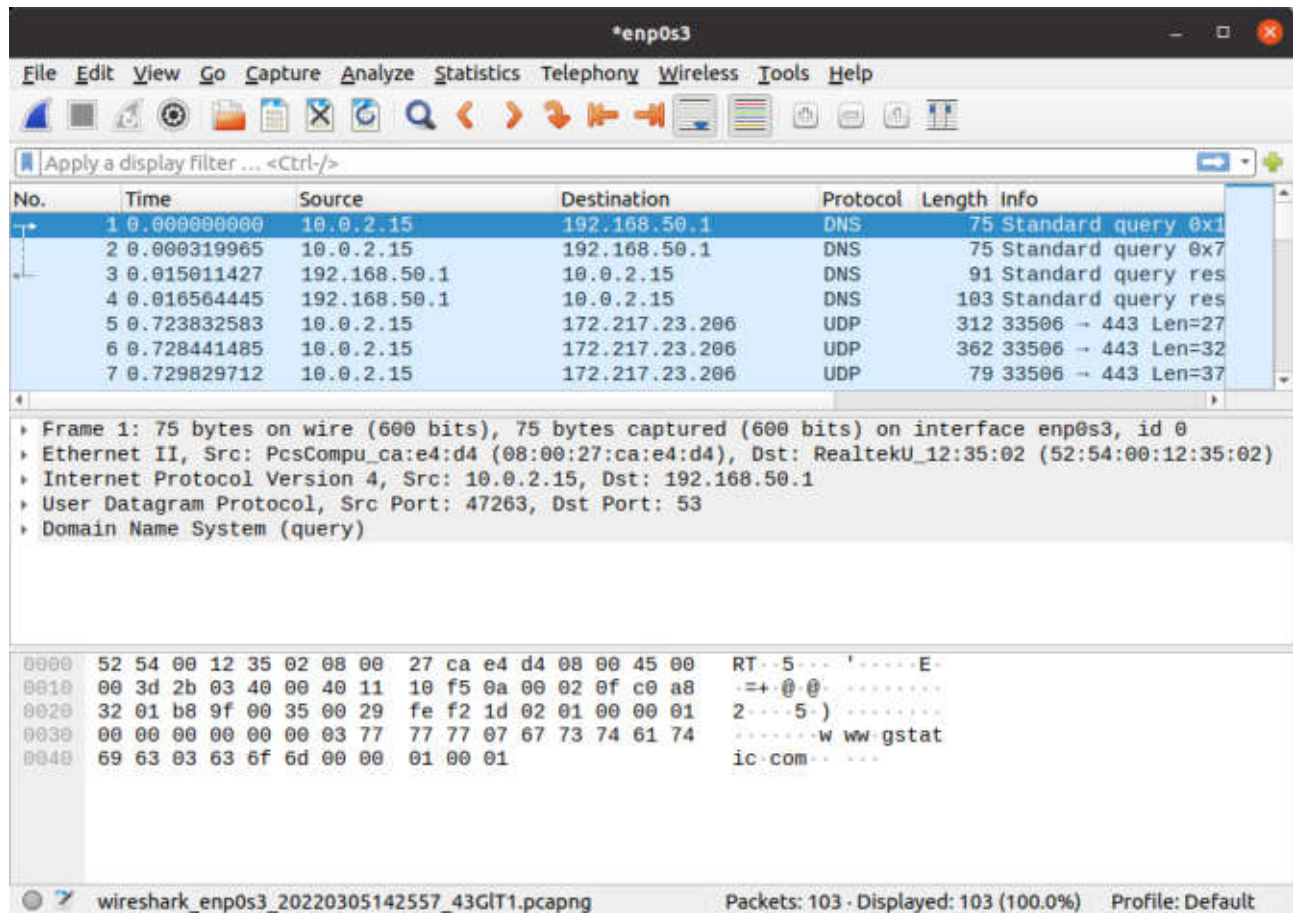 *enp0s3
File Edit View Go Capture Analyze Statistics Telephony Wireless Tools Help
Apply a display filter ... <Ctrl-/>
No. Time Source Destination Protocol Length Info
1 0.000000000 10.0.2.15 192.168.50.1 DNS 75 Standard query 0x1
2 0.000319965 10.0.2.15 192.168.50.1 DNS 75 Standard query 0x7
3 0.015011427 192.168.50.1 10.0.2.15 DNS 91 Standard query res
4 0.016564445 192.168.50.1 10.0.2.15 DNS 103 Standard query res
5 0.723832583 10.0.2.15 172.217.23.206 UDP 312 33506 → 443 Len=27
6 0.728441485 10.0.2.15 172.217.23.206 UDP 362 33506 → 443 Len=32
7 0.729829712 10.0.2.15 172.217.23.206 UDP 79 33506 → 443 Len=37
Frame 1: 75 bytes on wire (600 bits), 75 bytes captured (600 bits) on interface enp0s3, id 0
Ethernet II, Src: PcsCompu_ca:e4:d4 (08:00:27:ca:e4:d4), Dst: RealtekU_12:35:02 (52:54:00:12:35:02)
Internet Protocol Version 4, Src: 10.0.2.15, Dst: 192.168.50.1
User Datagram Protocol, Src Port: 47263, Dst Port: 53
Domain Name System (query)
0000 52 54 00 12 35 02 08 00 27 ca e4 d4 08 00 45 00 RT··5··· '·····E·
0010 00 3d 2b 03 40 00 40 11 10 f5 0a 00 02 0f c0 a8 ·=+·@·@· ········
0020 32 01 b8 9f 00 35 00 29 fe f2 1d 02 01 00 00 01 2····5·) ········
0030 00 00 00 00 00 00 03 77 77 77 07 67 73 74 61 74 ·······w ww·gstat
0040 69 63 03 63 6f 6d 00 00 01 00 01 ic·com·· ···
wireshark_enp0s3_20220305142557_43GlT1.pcapng Packets: 103 · Displayed: 103 (100.0%) Profile: Default